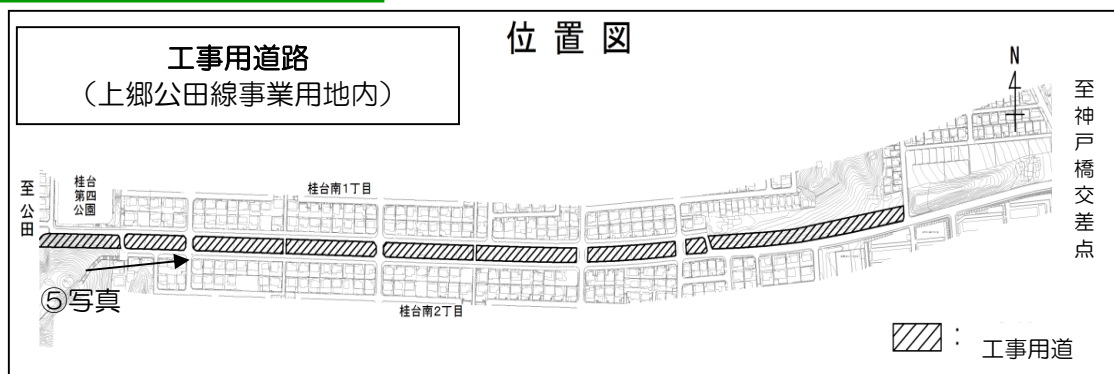 位置図
工事用道路
（上郷公田線事業用地内）
N
至神戸橋交差点
至公田
桂台第四公園
桂台南1丁目
⑤写真
桂台南2丁目
：
工事用道